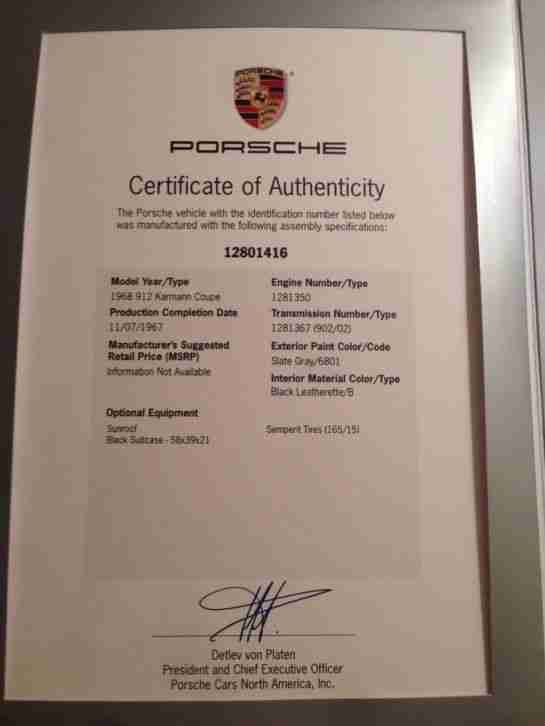 PORSCHE
PORSCHE
Certificate of Authenticity
The Porsche vehicle with the identification number listed below
was manufactured with the following assembly specifications:
12801416
Model Year/Type
1968 912 Karmann Coupe
Production Completion Date
11/07/1967
Manufacturer's Suggested
Retail Price (MSRP)
Information Not Available
Engine Number/Type
1281350
Transmission Number/Type
1281367 (902/02)
Exterior Paint Color/Code
Slate Gray/6801
Interior Material Color/Type
Black Leatherette/B
Optional Equipment
Sunroof
Black Suitcase - 58x39x21
Semperit Tires (165/15)
Detlev von Platen
President and Chief Executive Officer
Porsche Cars North America, Inc.